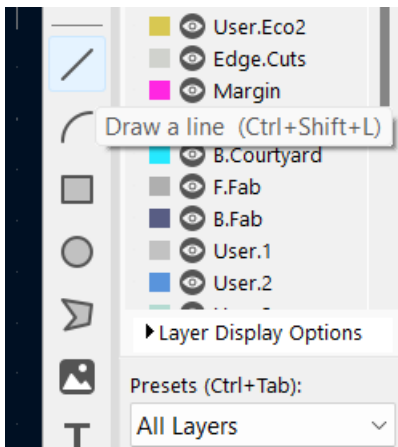 User.Eco2
Edge.Cuts
Margin
Draw a line (Ctrl+Shift+L)
B.Courtyard
F.Fab
B.Fab
User.1
User.2
Layer Display Options
Presets (Ctrl+Tab):
All Layers
T